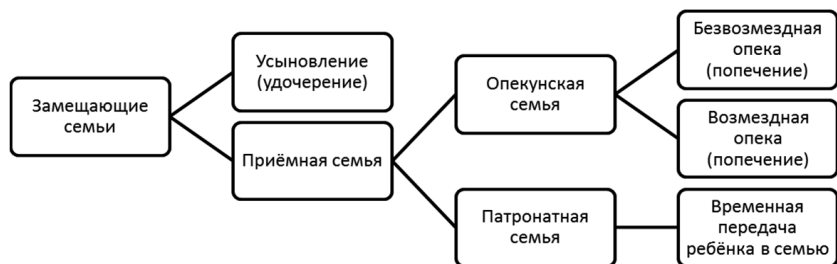 Замещающие
семьи
Усыновление
(удочерение)
Приёмная семья
Опекунская
семья
Патронатная
семья
Безвозмездная
опека
(попечение)
Возмездная
опека
(попечение)
Временная
передача
ребёнка в семью